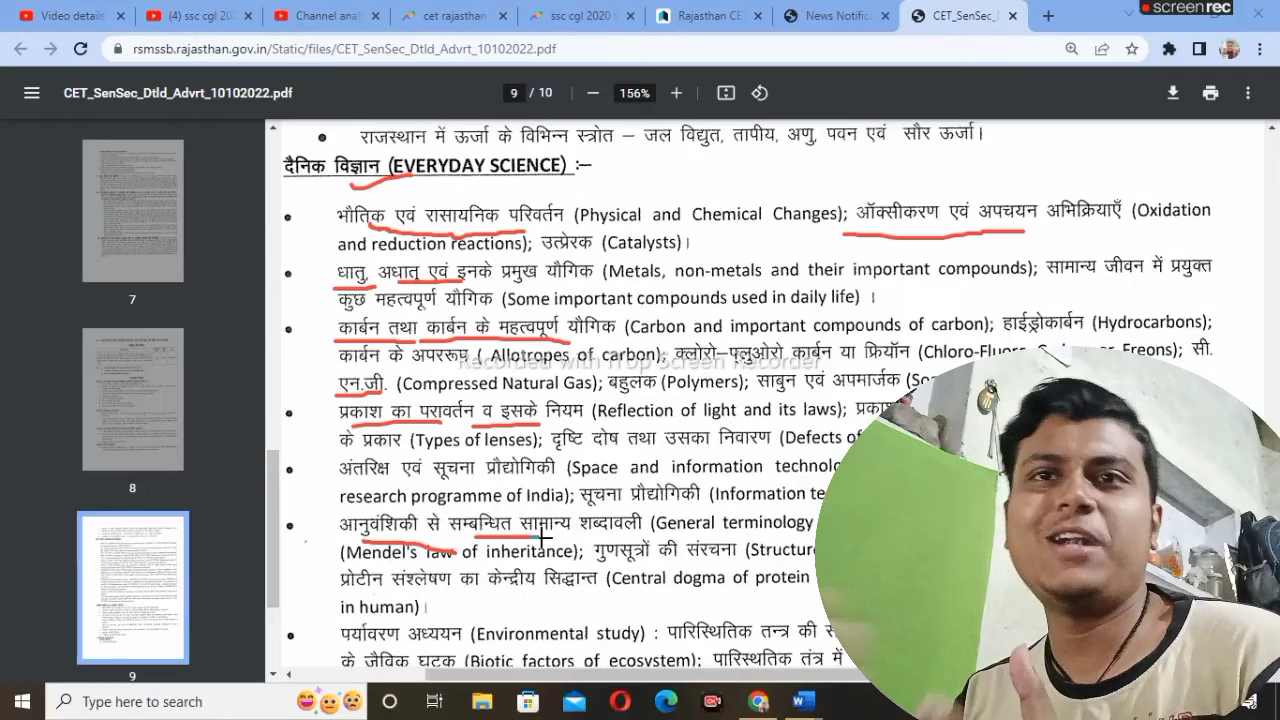 Video details
(4) ssc cgl 2020
Channel analy
cet rajasthan
ssc cgl 2020
Rajasthan CE
News Notific
CET_SenSec_D
screenrec
rsmssb.rajasthan.gov.in/Static/files/CET_SenSec_Dtld_Advrt_10102022.pdf
CET_SenSec_Dtld_Advrt_10102022.pdf
9 / 10
156%
राजस्थान में ऊर्जा के विभिन्न स्त्रोत – जल विद्युत, तापीय, अणु, पवन एवं सौर ऊर्जा।
दैनिक विज्ञान (EVERYDAY SCIENCE) :–
भौतिक एवं रासायनिक परिवर्तन (Physical and Chemical Changes); ऑक्सीकरण एवं अपचयन अभिक्रियाएँ (Oxidation
and reduction reactions); उत्प्रेरक (Catalysts)।
धातु, अधातु एवं इनके प्रमुख यौगिक (Metals, non-metals and their important compounds); सामान्य जीवन में प्रयुक्त
कुछ महत्वपूर्ण यौगिक (Some important compounds used in daily life) ।
कार्बन तथा कार्बन के महत्वपूर्ण यौगिक (Carbon and important compounds of carbon); हाईड्रोकार्बन (Hydrocarbons);
कार्बन के अपररूप of carbon); क्लोरो कार्बन या फ्रियॉन Freons); सी.
एन.जी. (Compressed Natural Gas); बहुलक (Polymers); साबुन एवं अपमार्जक
प्रकाश का परावर्तन व इसके नियम (Reflection of light and its laws);
के प्रकार (Types of lenses); दृष्टि दोष तथा उसका निवारण (Defects of
अंतरिक्ष एवं सूचना प्रौद्योगिकी (Space and information technolo
research programme of India); सूचना प्रौद्योगिकी (Information te
आनुवंशिकी से सम्बन्धित सामान्य शब्दावली (General terminology
(Mendel's law of inheritance); गुणसूत्रों की संरचना (Structur
प्रोटीन संश्लेषण का केन्द्रीय सिद्धान्त (Central dogma of protein
in human)
पर्यावरण अध्ययन (Environmental study) : पारिस्थितिक तन्त्र की
के जैविक घटक (Biotic factors of ecosystem); पारिस्थतिक तंत्र में
7
8
9
Type here to search